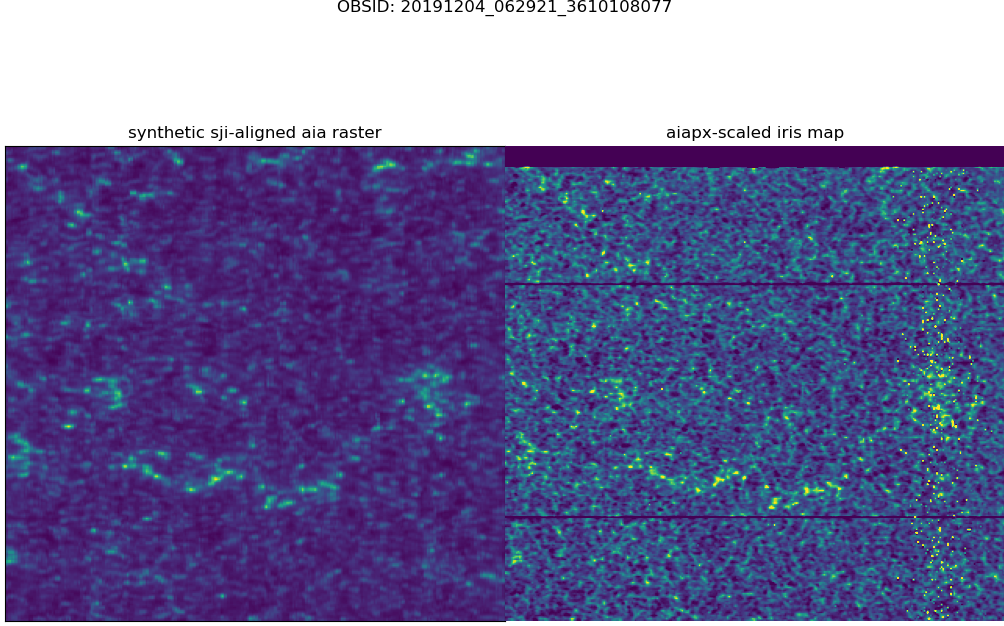 OBSID: 20191204_062921_3610108077
synthetic sji-aligned aia raster
aiapx-scaled iris map